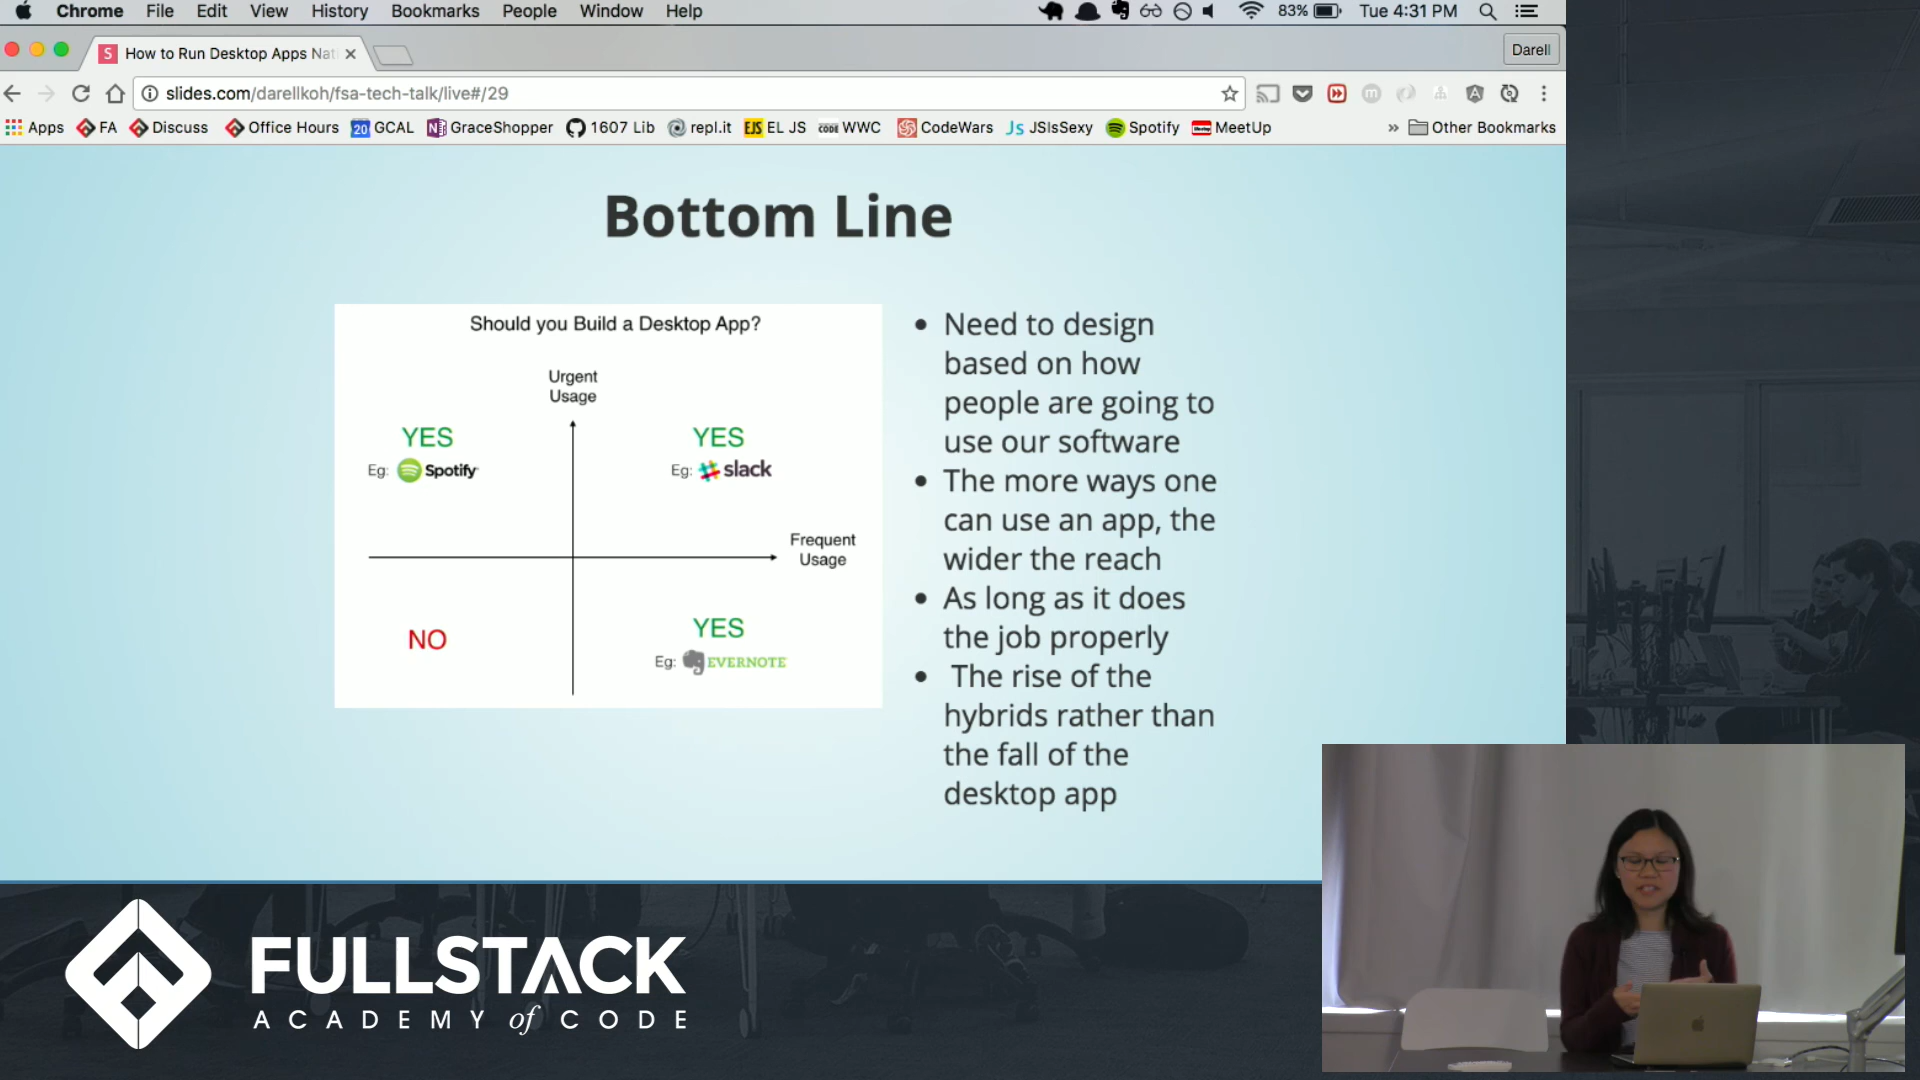 Chrome File Edit View History Bookmarks People Window Help 83% Tue 4:31 PM
How to Run Desktop Apps Nat
Darell
slides.com/darellkoh/fsa-tech-talk/live#/29
Apps FA Discuss Office Hours 20 GCAL GraceShopper 1607 Lib repl.it EJS EL JS CODE WWC CodeWars Js JSIsSexy Spotify MeetUp » Other Bookmarks
Bottom Line
Should you Build a Desktop App?
Urgent
Usage
YES
Eg: Spotify
YES
Eg: slack
Frequent
Usage
NO
YES
Eg: EVERNOTE
• Need to design
based on how
people are going to
use our software
• The more ways one
can use an app, the
wider the reach
• As long as it does
the job properly
• The rise of the
hybrids rather than
the fall of the
desktop app
FULLSTACK
ACADEMY of CODE